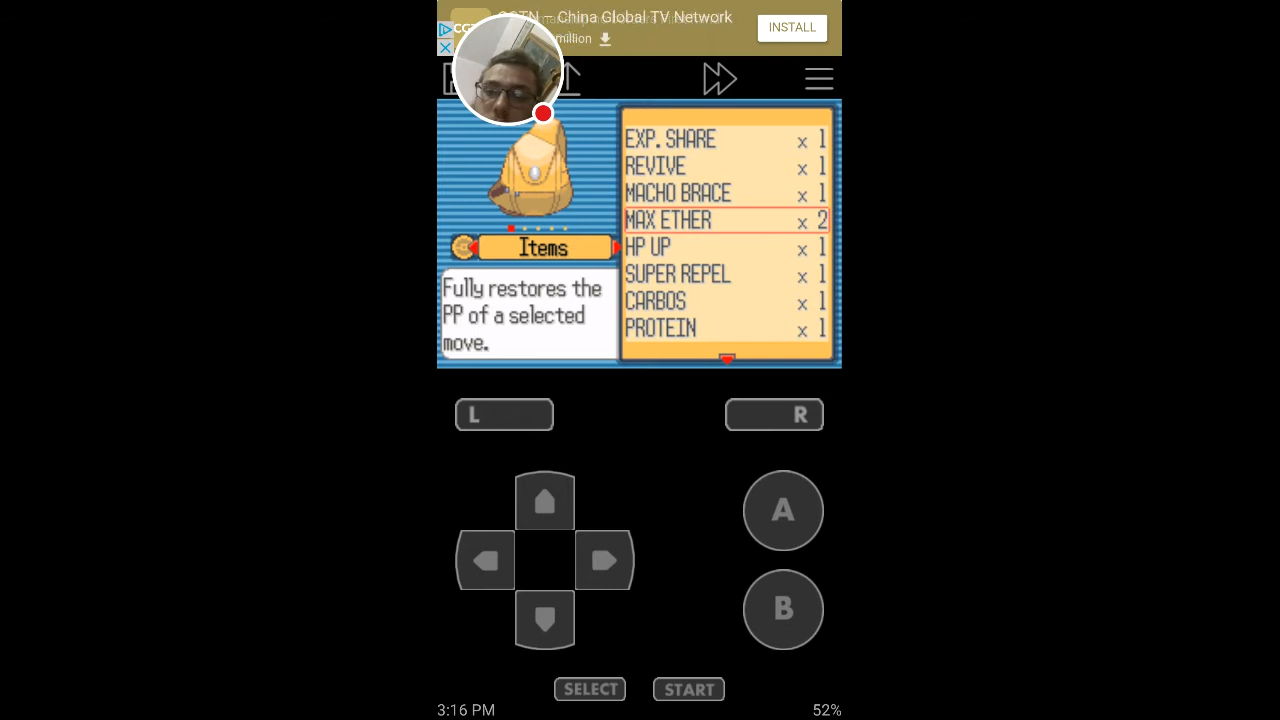 China Global TV Network
million
INSTALL
EXP. SHARE x 1
REVIVE x 1
MACHO BRACE x 1
MAX ETHER x 2
HP UP x 1
SUPER REPEL x 1
CARBOS x 1
PROTEIN x 1
Items
Fully restores the
PP of a selected
move.
L
R
A
B
SELECT
START
3:16 PM
52%